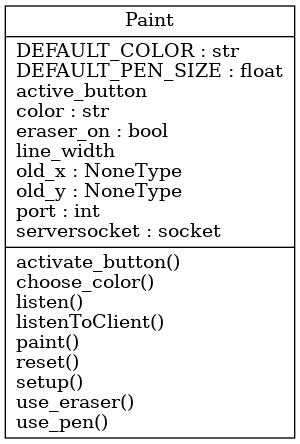 Paint
DEFAULT_COLOR : str
DEFAULT_PEN_SIZE : float
active_button
color : str
eraser_on : bool
line_width
old_x : NoneType
old_y : NoneType
port : int
serversocket : socket
activate_button()
choose_color()
listen()
listenToClient()
paint()
reset()
setup()
use_eraser()
use_pen()